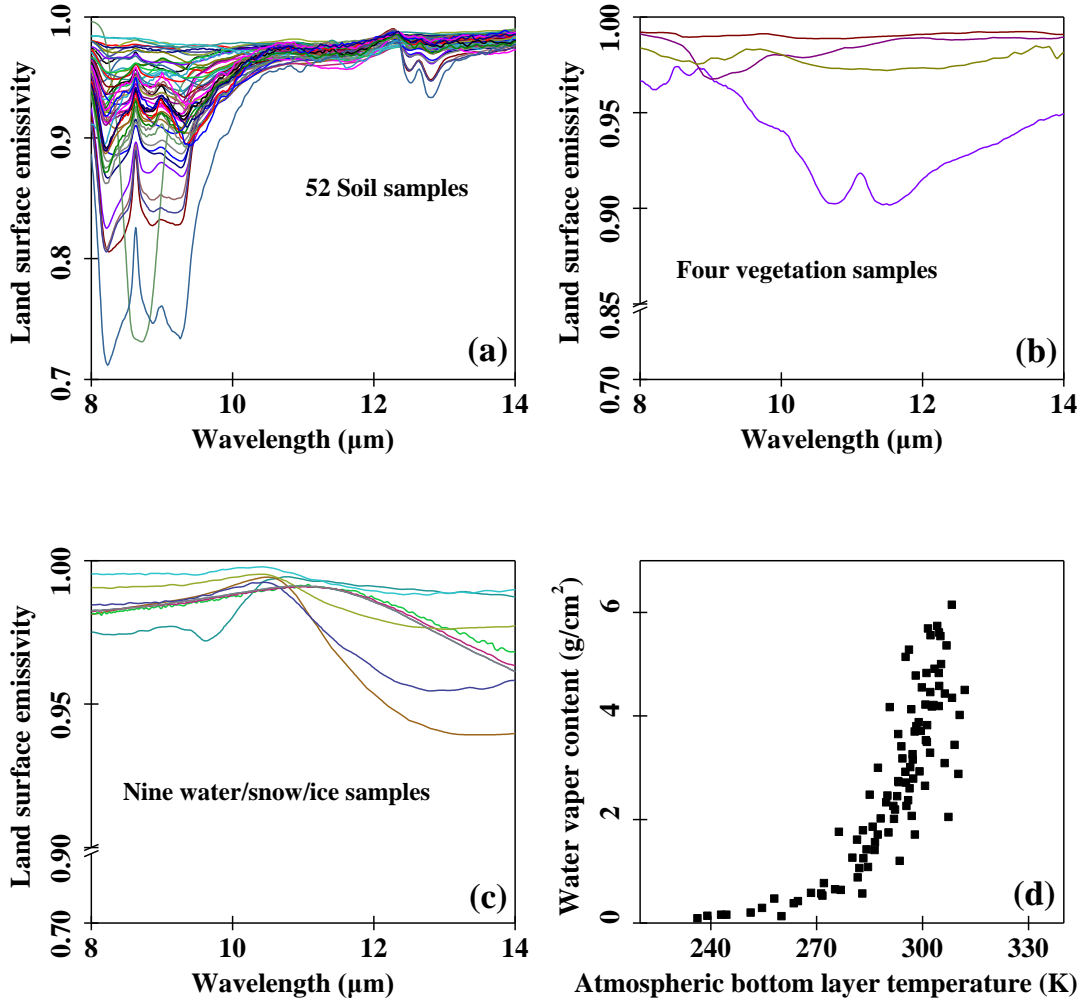 1.0
0.9
0.8
0.7
Land surface emissivity
52 Soil samples
(a)
8 10 12 14
Wavelength (µm)
1.00
0.95
0.90
0.85
0.70
Land surface emissivity
Four vegetation samples
(b)
8 10 12 14
Wavelength (µm)
1.00
0.95
0.90
0.70
Land surface emissivity
Nine water/snow/ice samples
(c)
8 10 12 14
Wavelength (µm)
6
4
2
0
Water vaper content (g/cm²)
(d)
240 270 300 330
Atmospheric bottom layer temperature (K)